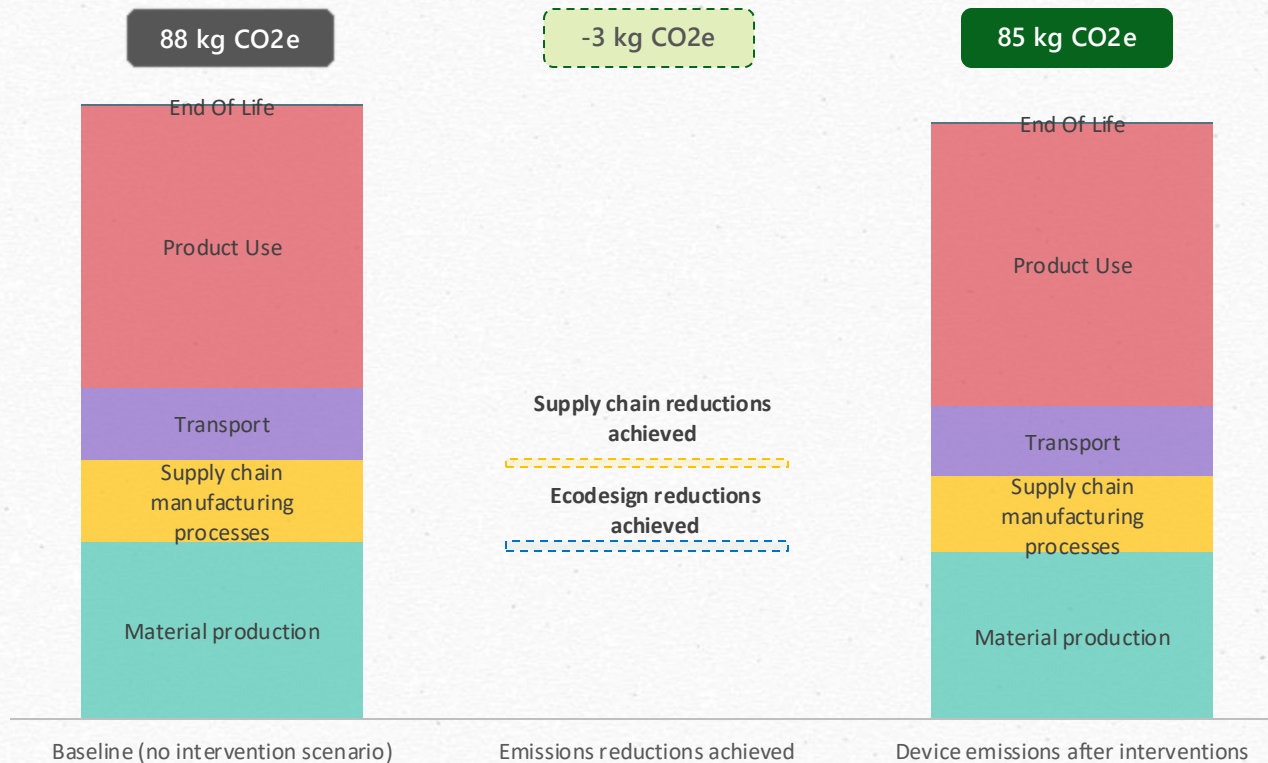 88 kg CO2e
-3 kg CO2e
85 kg CO2e
End Of Life
Product Use
Transport
Supply chain
manufacturing
processes
Material production
Supply chain reductions
achieved
Ecodesign reductions
achieved
End Of Life
Product Use
Transport
Supply chain
manufacturing
processes
Material production
Baseline (no intervention scenario)
Emissions reductions achieved
Device emissions after interventions